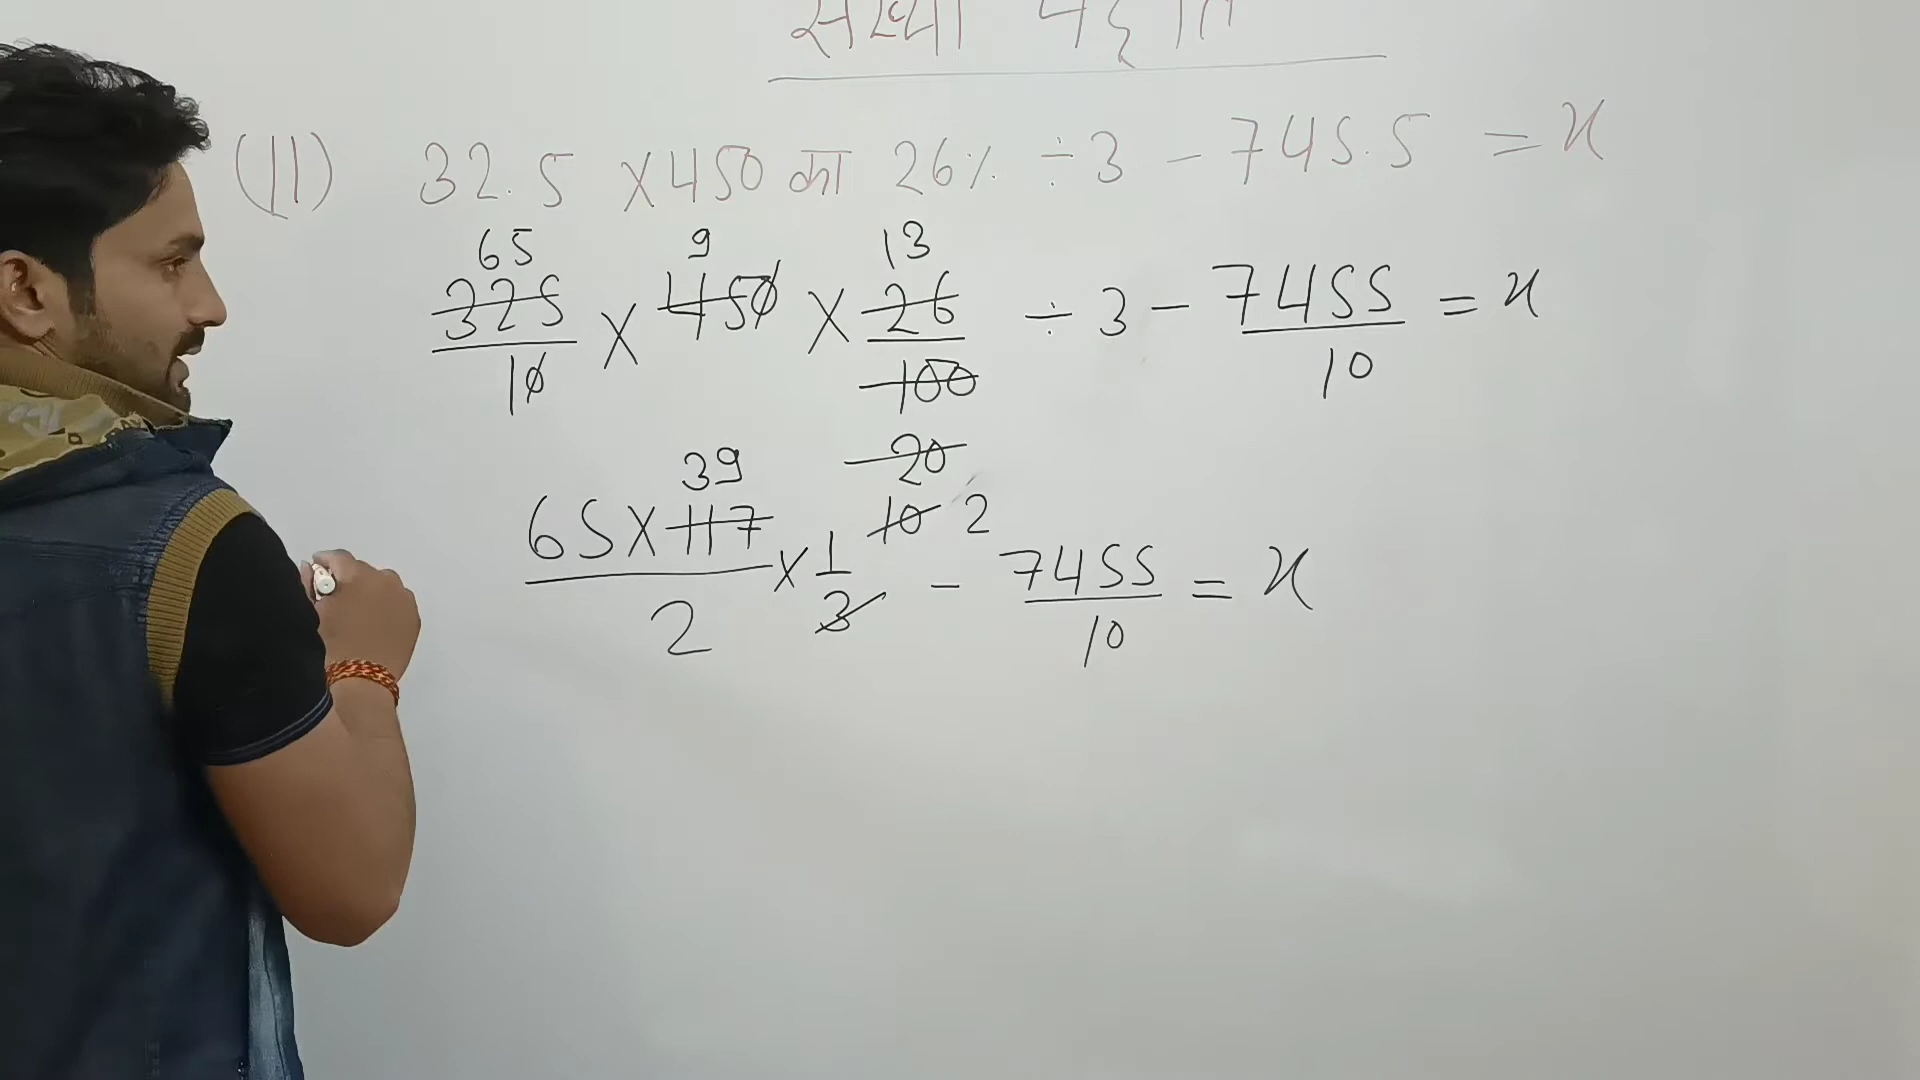 संख्या पद्धति
(11) 32.5 × 450 का 26% ÷ 3 - 745.5 = x
65 9 13
325/10 × 450 × 26/100 ÷ 3 - 7455/10 = x
20
39 10 2
65 × 117/2 × 1/3 - 7455/10 = x